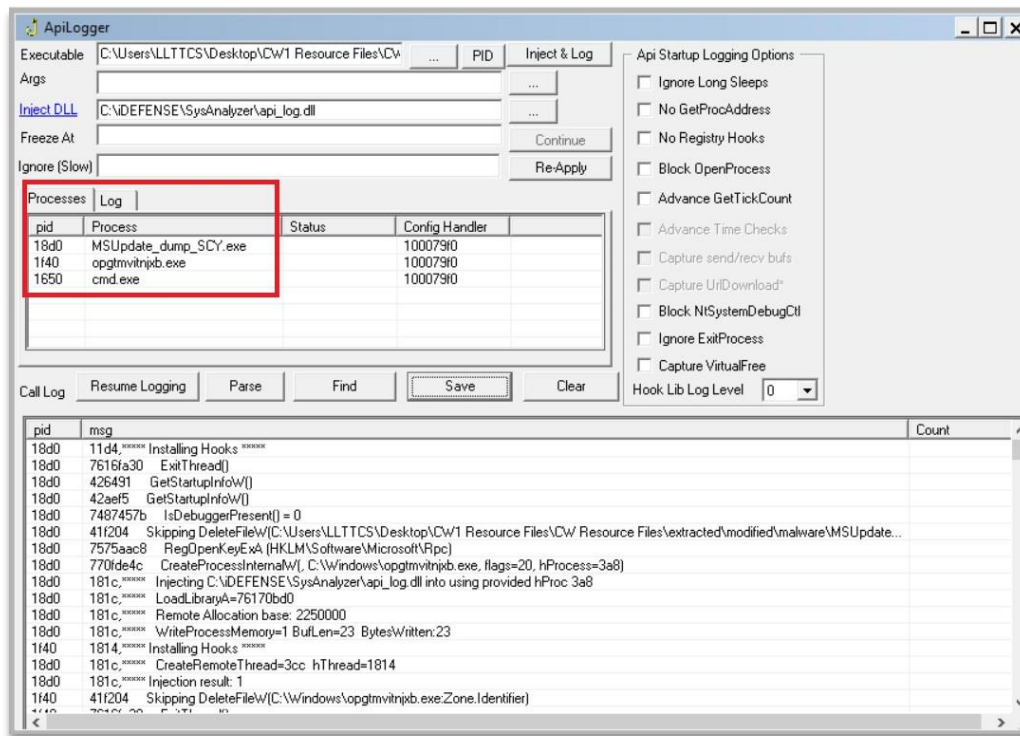 ApiLogger
Executable C:\Users\LLTTCS\Desktop\CW1 Resource Files\CW ... PID Inject & Log
Args ...
Inject DLL C:\iDEFENSE\SysAnalyzer\api_log.dll ...
Freeze At Continue
Ignore (Slow) Re-Apply
Api Startup Logging Options
Ignore Long Sleeps
No GetProcAddress
No Registry Hooks
Block OpenProcess
Advance GetTickCount
Advance Time Checks
Capture send/recv bufs
Capture UrlDownload*
Block NtSystemDebugCtl
Ignore ExitProcess
Capture VirtualFree
Hook Lib Log Level 0
Processes Log
pid Process Status Config Handler
18d0 MSUpdate_dump_SCY.exe 100079f0
1f40 opgtmvitnjxb.exe 100079f0
1650 cmd.exe 100079f0
Call Log Resume Logging Parse Find Save Clear
pid msg Count
18d0 11d4,***** Installing Hooks *****
18d0 7616fa30 ExitThread()
18d0 426491 GetStartupInfoW()
18d0 42aef5 GetStartupInfoW()
18d0 7487457b IsDebuggerPresent() = 0
18d0 41f204 Skipping DeleteFileW(C:\Users\LLTTCS\Desktop\CW1 Resource Files\CW Resource Files\extracted\modified\malware\MSUpdate...
18d0 7575aac8 RegOpenKeyExA (HKLM\Software\Microsoft\Rpc)
18d0 770fde4c CreateProcessInternalW(, C:\Windows\opgtmvitnjxb.exe, flags=20, hProcess=3a8)
18d0 181c,***** Injecting C:\iDEFENSE\SysAnalyzer\api_log.dll into using provided hProc 3a8
18d0 181c,***** LoadLibraryA=76170bd0
18d0 181c,***** Remote Allocation base: 2250000
18d0 181c,***** WriteProcessMemory=1 BufLen=23 BytesWritten:23
1f40 1814,***** Installing Hooks *****
18d0 181c,***** CreateRemoteThread=3cc hThread=1814
18d0 181c,***** Injection result: 1
1f40 41f204 Skipping DeleteFileW(C:\Windows\opgtmvitnjxb.exe:Zone.Identifier)